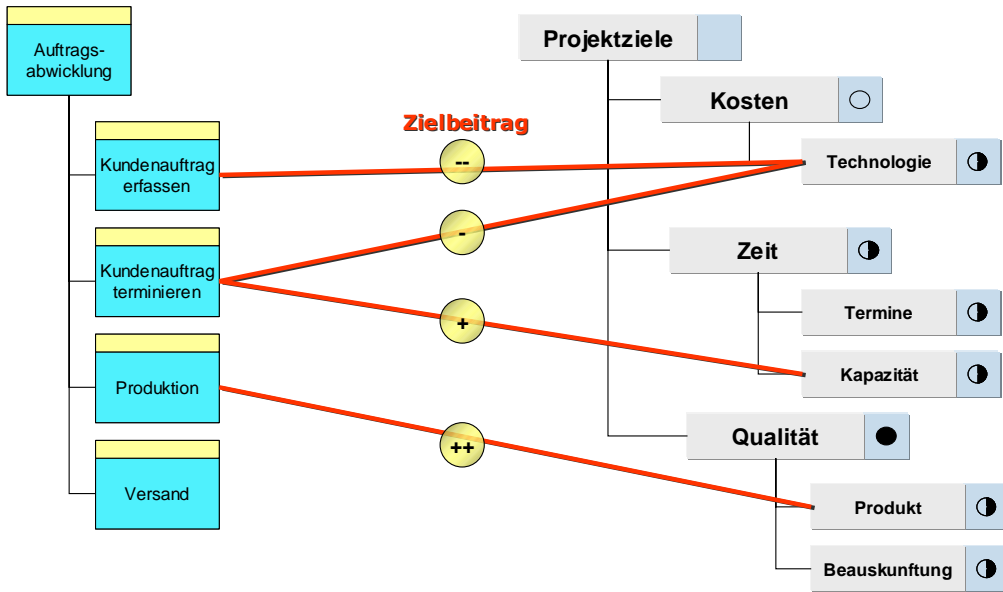 Auftrags-
abwicklung
Kundenauftrag
erfassen
Kundenauftrag
terminieren
Produktion
Versand
Zielbeitrag
--
-
+
++
Projektziele
Kosten
Technologie
Zeit
Termine
Kapazität
Qualität
Produkt
Beauskunftung